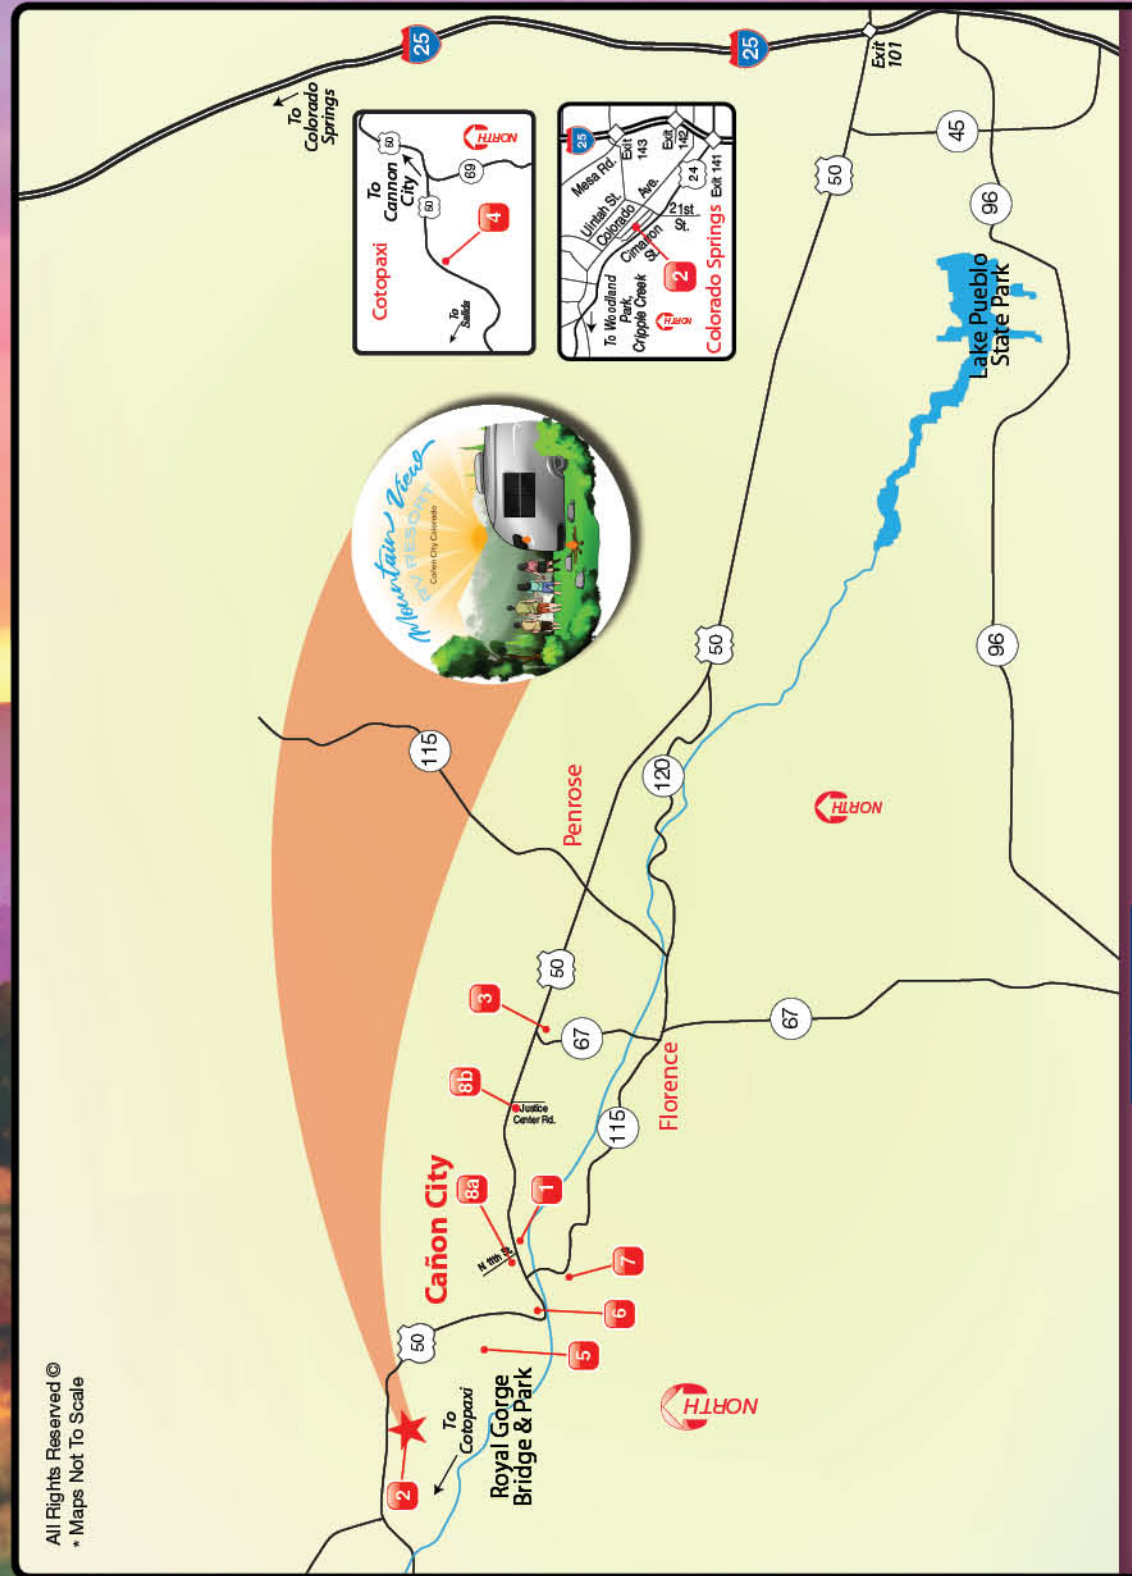 All Rights Reserved ©
* Maps Not To Scale
To
Colorado
Springs
25
25
Exit
101
Cotopaxi
To
Cannon
City
50
50
69
To
Salida
4
NORTH
25
Mesa Rd.
Exit
143
Exit
142
Uintah St.
Colorado Ave.
24
Exit 141
21st
St.
Cimarron
St.
2
To Woodland
Park,
Cripple Creek
NORTH
Colorado Springs
Mountain View
RV RESORT
Cañon City Colorado
50
45
96
Lake Pueblo
State Park
96
50
115
Penrose
120
NORTH
50
3
67
67
8b
Justice
Center Rd.
Florence
115
Cañon City
8a
1
N 11th St.
7
6
5
50
Royal Gorge
Bridge & Park
To
Cotopaxi
2
NORTH